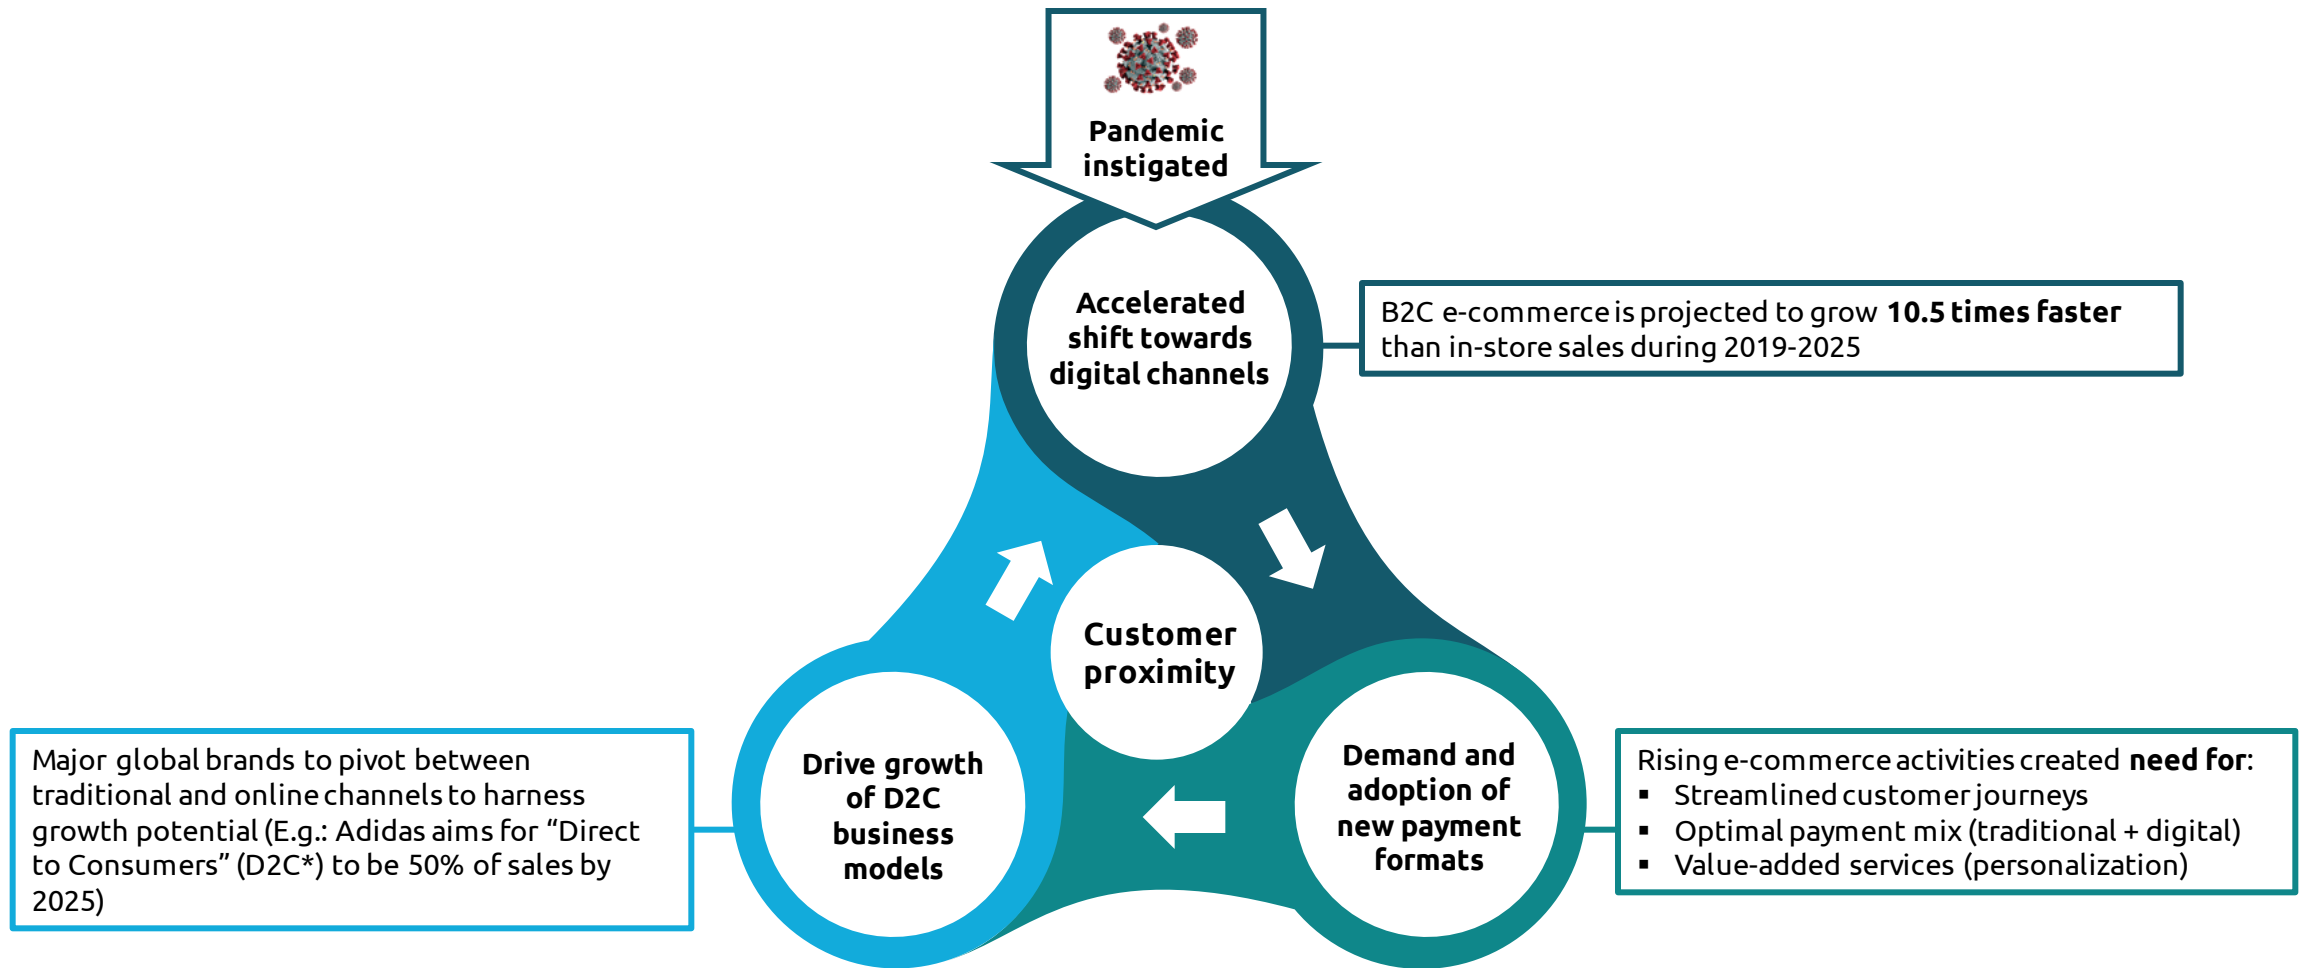 Pandemic
instigated
Accelerated
shift towards
digital channels
B2C e-commerce is projected to grow 10.5 times faster
than in-store sales during 2019-2025
Customer
proximity
Drive growth
of D2C
business
models
Major global brands to pivot between
traditional and online channels to harness
growth potential (E.g.: Adidas aims for “Direct
to Consumers” (D2C*) to be 50% of sales by
2025)
Demand and
adoption of
new payment
formats
Rising e-commerce activities created need for:
▪ Streamlined customer journeys
▪ Optimal payment mix (traditional + digital)
▪ Value-added services (personalization)